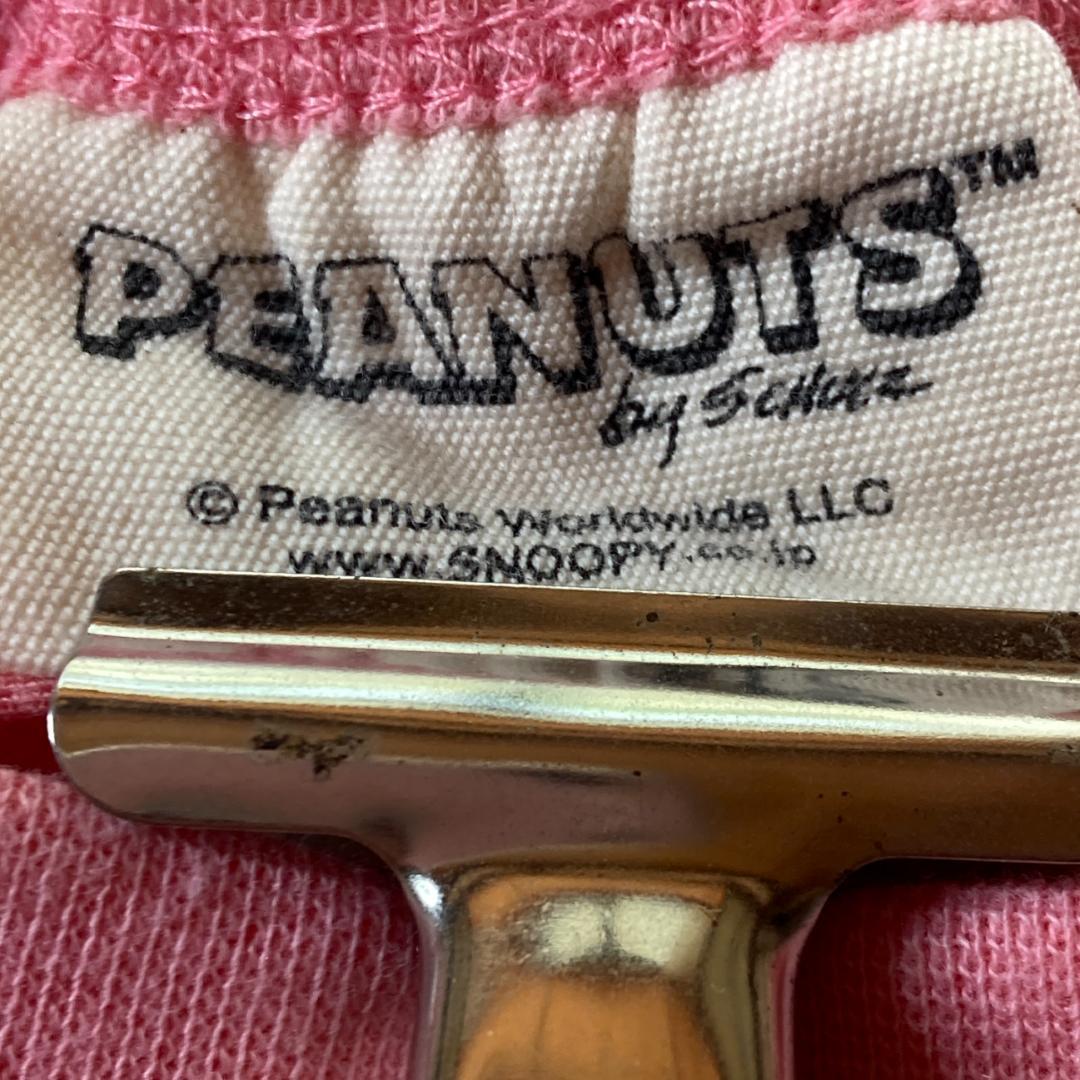 PEANUTS™
by Schulz
© Peanuts Worldwide LLC
www.SNOOPY.co.jp